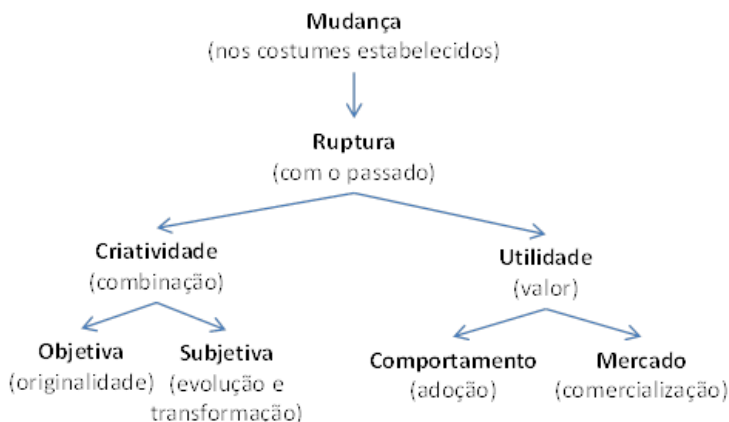 Mudança
(nos costumes estabelecidos)
Ruptura
(com o passado)
Criatividade
(combinação)
Utilidade
(valor)
Objetiva
(originalidade)
Subjetiva
(evolução e
transformação)
Comportamento
(adoção)
Mercado
(comercialização)